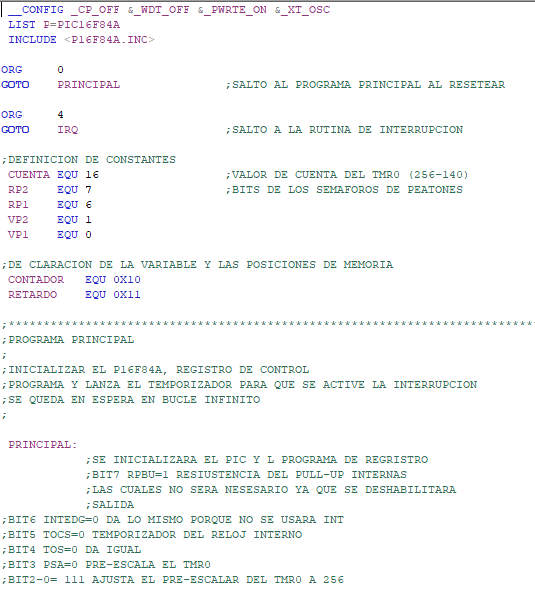 __CONFIG _CP_OFF &_WDT_OFF &_PWRTE_ON &_XT_OSC
LIST P=PIC16F84A
INCLUDE <P16F84A.INC>
ORG 0
GOTO PRINCIPAL ;SALTO AL PROGRAMA PRINCIPAL AL RESETEAR
ORG 4
GOTO IRQ ;SALTO A LA RUTINA DE INTERRUPCION
;DEFINICION DE CONSTANTES
CUENTA EQU 16 ;VALOR DE CUENTA DEL TMR0 (256-140)
RP2 EQU 7 ;BITS DE LOS SEMAFOROS DE PEATONES
RP1 EQU 6
VP2 EQU 1
VP1 EQU 0
;DE CLARACION DE LA VARIABLE Y LAS POSICIONES DE MEMORIA
CONTADOR EQU 0X10
RETARDO EQU 0X11
;***************************************************************************
;PROGRAMA PRINCIPAL
;
;INICIALIZAR EL P16F84A, REGISTRO DE CONTROL
;PROGRAMA Y LANZA EL TEMPORIZADOR PARA QUE SE ACTIVE LA INTERRUPCION
;SE QUEDA EN ESPERA EN BUCLE INFINITO
;
PRINCIPAL:
;SE INICIALIZARA EL PIC Y L PROGRAMA DE REGRISTRO
;BIT7 RPBU=1 RESIUSTENCIA DEL PULL-UP INTERNAS
;LAS CUALES NO SERA NESESARIO YA QUE SE DESHABILITARA
;SALIDA
;BIT6 INTEDG=0 DA LO MISMO PORQUE NO SE USARA INT
;BIT5 TOCS=0 TEMPORIZADOR DEL RELOJ INTERNO
;BIT4 TOS=0 DA IGUAL
;BIT3 PSA=0 PRE-ESCALA EL TMR0
;BIT2-0= 111 AJUSTA EL PRE-ESCALAR DEL TMR0 A 256